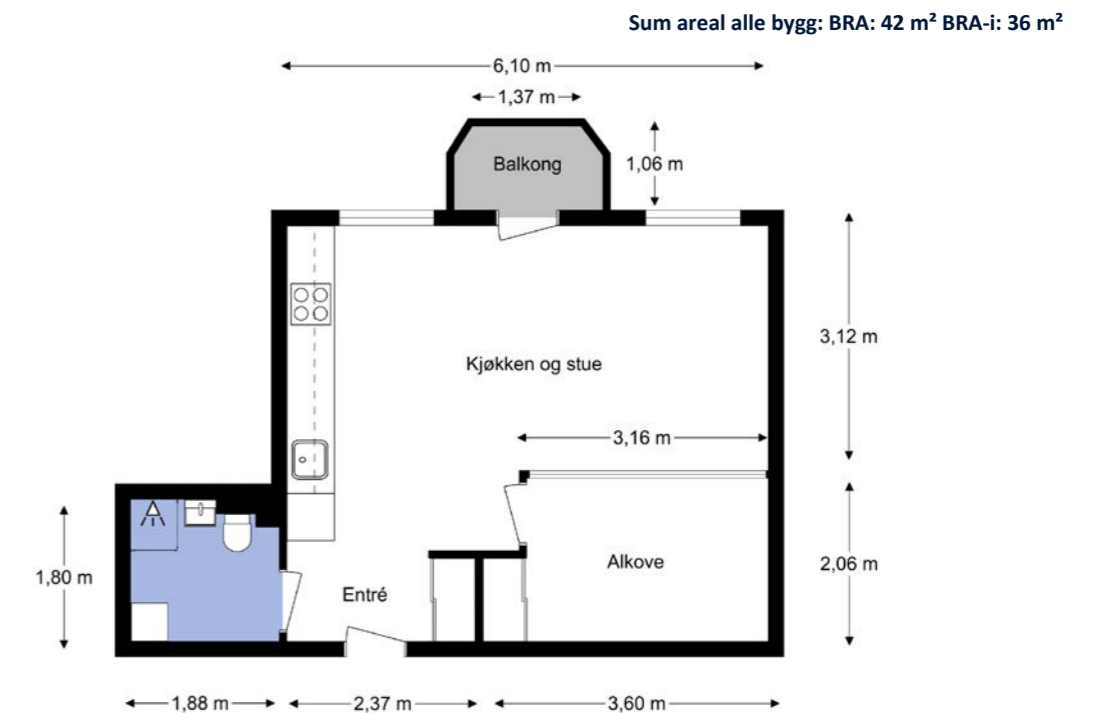 Sum areal alle bygg: BRA: 42 m² BRA-i: 36 m²
6,10 m
1,37 m
Balkong
1,06 m
3,12 m
Kjøkken og stue
3,16 m
Alkove
2,06 m
1,80 m
Entré
1,88 m
2,37 m
3,60 m